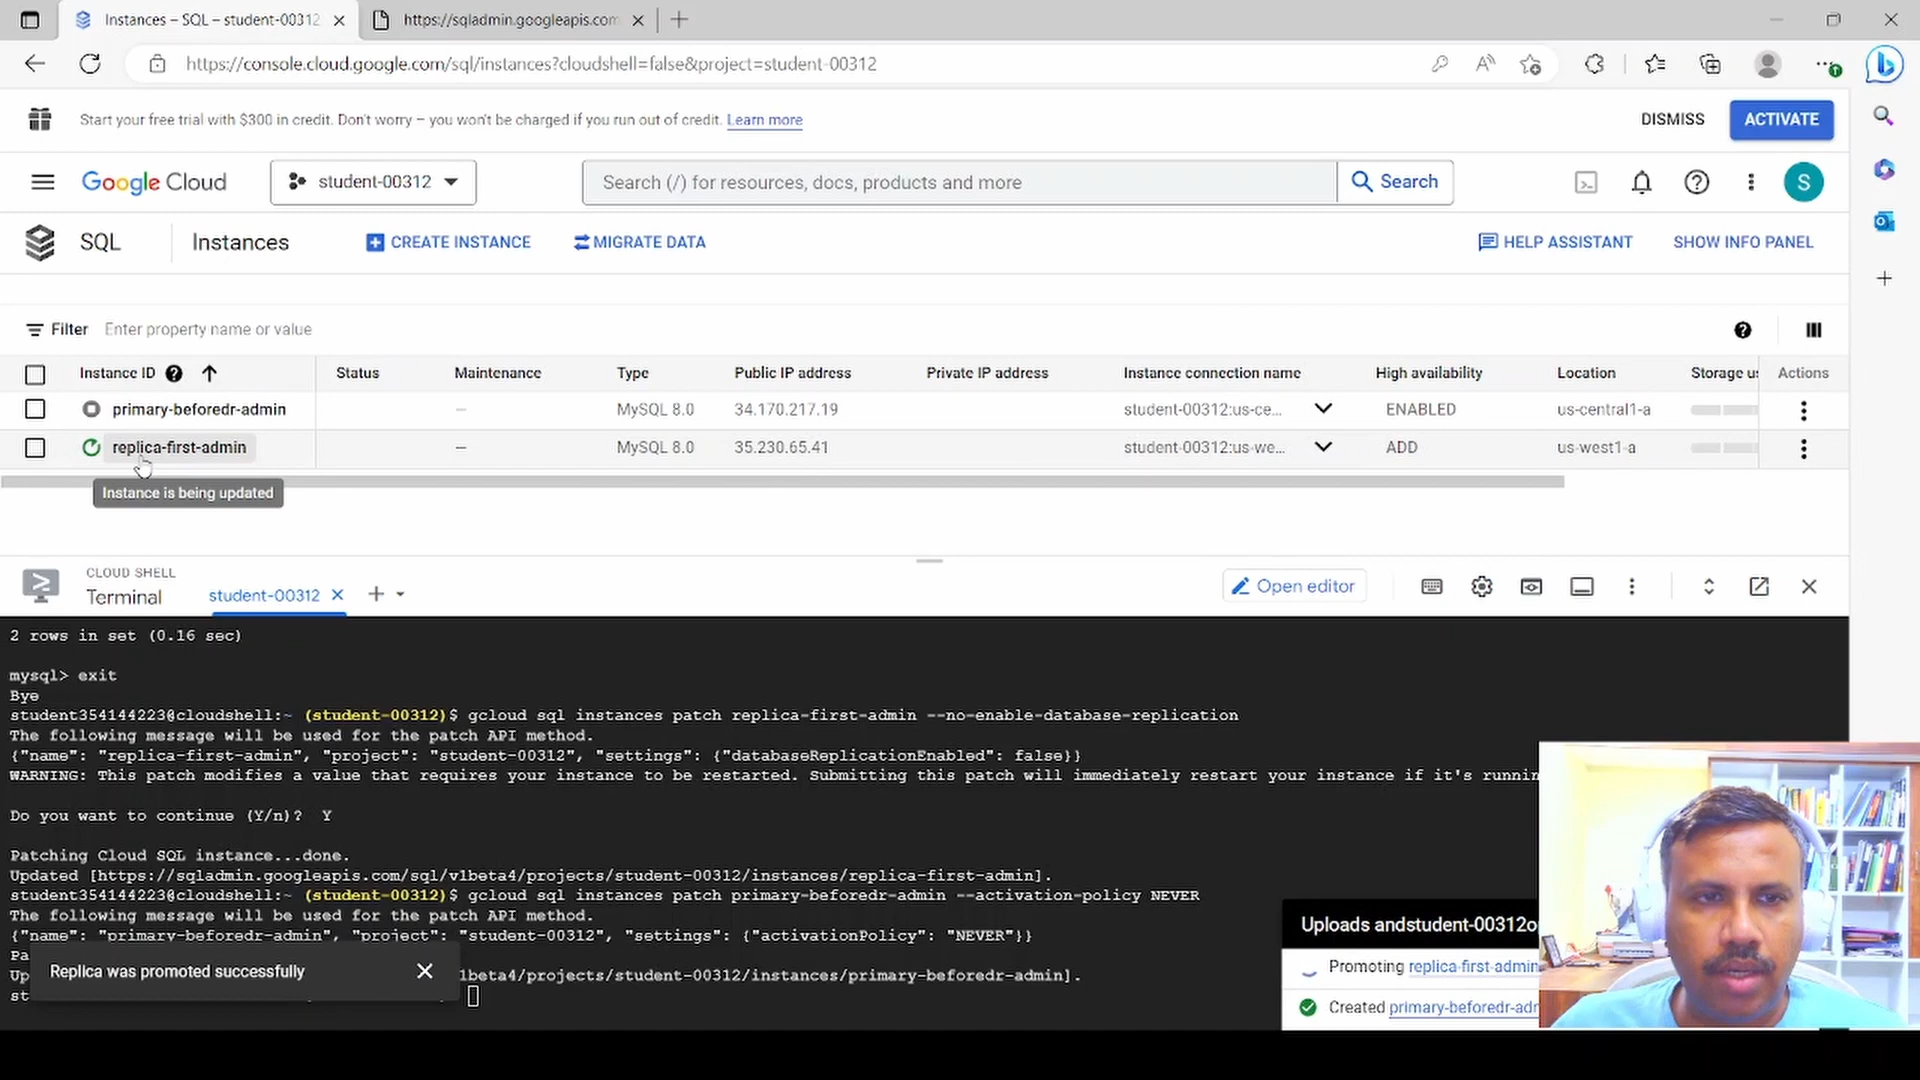 Instances – SQL – student-00312
https://sqladmin.googleapis.com
https://console.cloud.google.com/sql/instances?cloudshell=false&project=student-00312
Start your free trial with $300 in credit. Don't worry – you won't be charged if you run out of credit. Learn more
DISMISS
ACTIVATE
Google Cloud
student-00312
Search (/) for resources, docs, products and more
Search
S
SQL
Instances
CREATE INSTANCE
MIGRATE DATA
HELP ASSISTANT
SHOW INFO PANEL
Filter Enter property name or value
Instance ID Status Maintenance Type Public IP address Private IP address Instance connection name High availability Location Storage us Actions
primary-beforedr-admin – MySQL 8.0 34.170.217.19 student-00312:us-ce... ENABLED us-central1-a
replica-first-admin – MySQL 8.0 35.230.65.41 student-00312:us-we... ADD us-west1-a
Instance is being updated
CLOUD SHELL
Terminal
student-00312
Open editor
2 rows in set (0.16 sec)
mysql> exit
Bye
student354144223@cloudshell:~ (student-00312)$ gcloud sql instances patch replica-first-admin --no-enable-database-replication
The following message will be used for the patch API method.
{"name": "replica-first-admin", "project": "student-00312", "settings": {"databaseReplicationEnabled": false}}
WARNING: This patch modifies a value that requires your instance to be restarted. Submitting this patch will immediately restart your instance if it's runnin
Do you want to continue (Y/n)? Y
Patching Cloud SQL instance...done.
Updated [https://sqladmin.googleapis.com/sql/v1beta4/projects/student-00312/instances/replica-first-admin].
student354144223@cloudshell:~ (student-00312)$ gcloud sql instances patch primary-beforedr-admin --activation-policy NEVER
The following message will be used for the patch API method.
{"name": "primary-beforedr-admin", "project": "student-00312", "settings": {"activationPolicy": "NEVER"}}
Pa
Up
1beta4/projects/student-00312/instances/primary-beforedr-admin].
st
Replica was promoted successfully
Uploads andstudent-00312o
Promoting replica-first-admin
Created primary-beforedr-adm